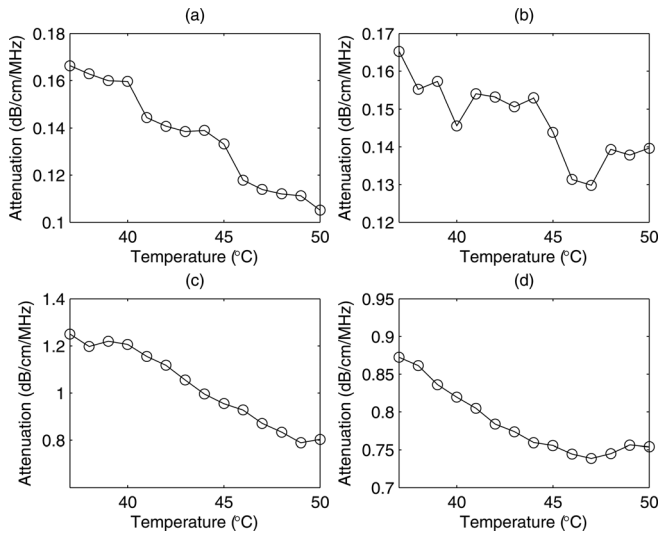 (a)
0.18
0.16
0.14
0.12
0.1
Attenuation (dB/cm/MHz)
40
45
50
Temperature (°C)
(b)
0.17
0.16
0.15
0.14
0.13
0.12
Attenuation (dB/cm/MHz)
40
45
50
Temperature (°C)
(c)
1.4
1.2
1
0.8
Attenuation (dB/cm/MHz)
40
45
50
Temperature (°C)
(d)
0.95
0.9
0.85
0.8
0.75
0.7
Attenuation (dB/cm/MHz)
40
45
50
Temperature (°C)